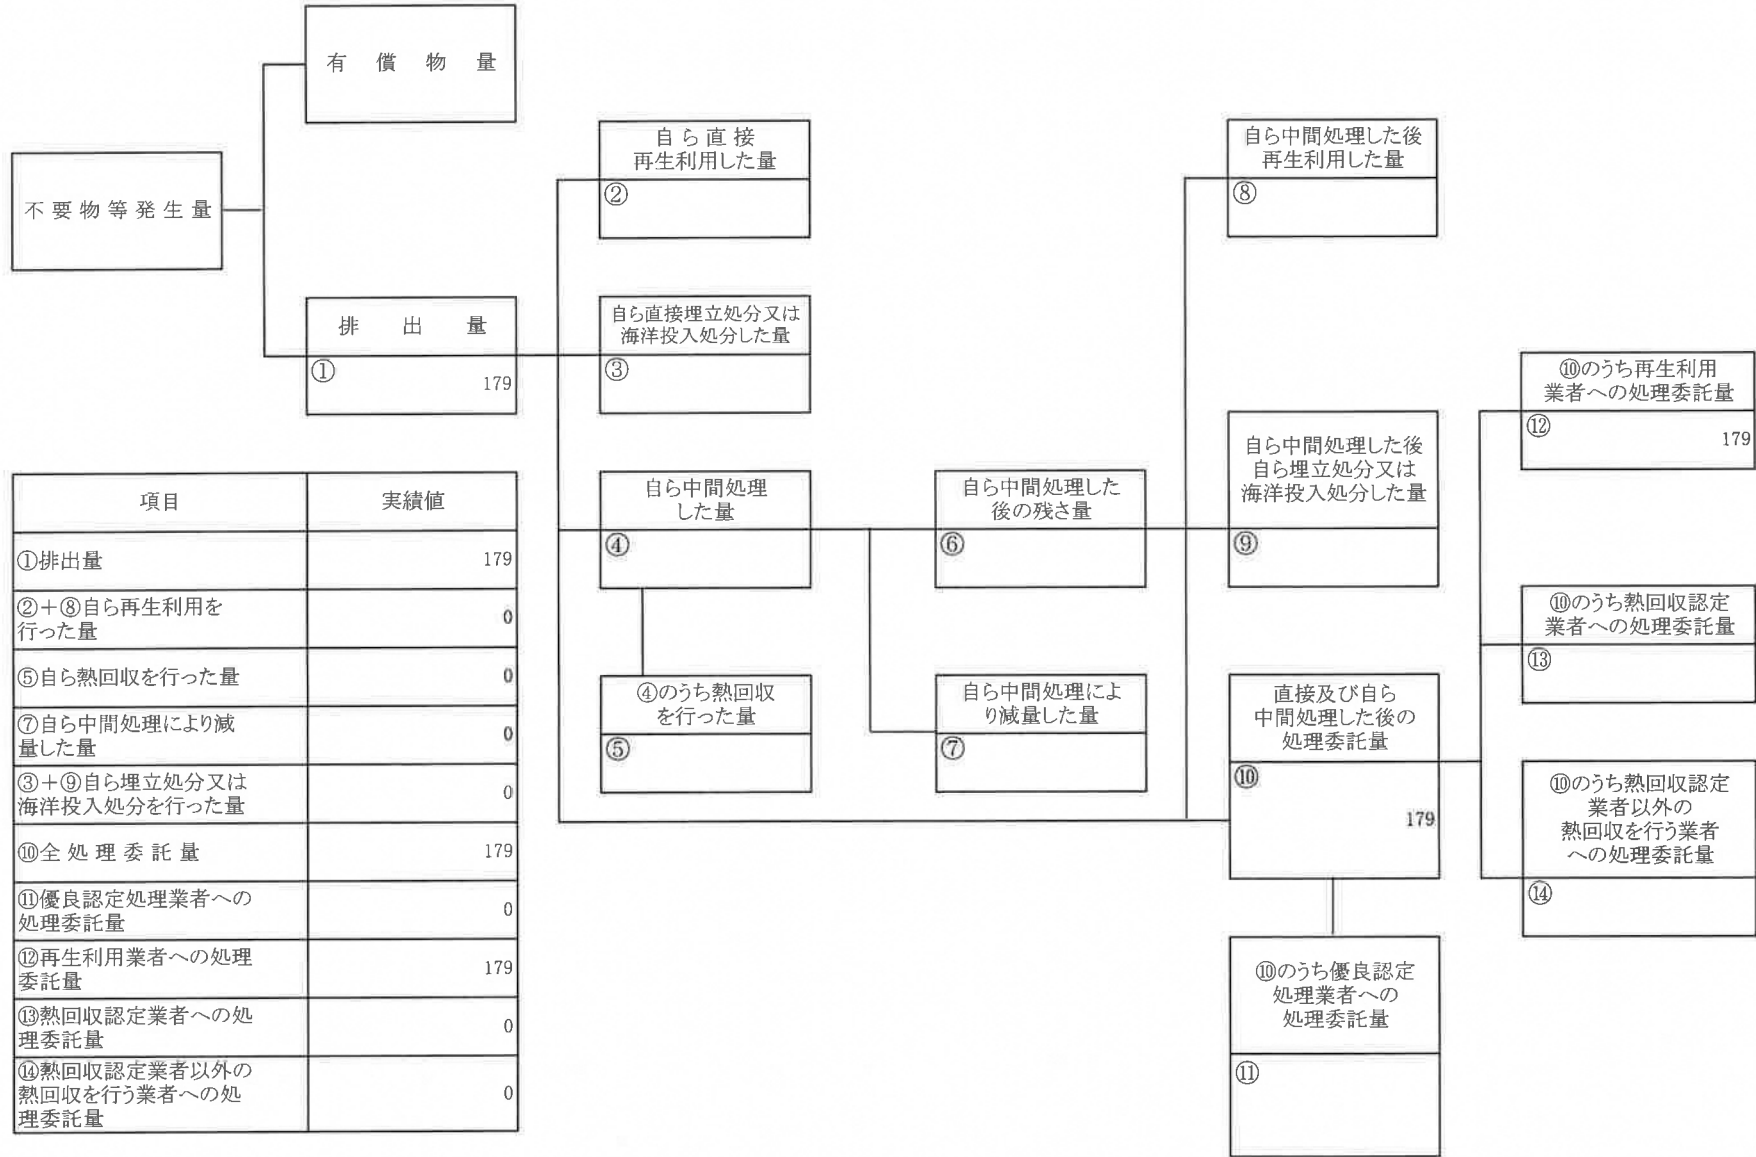 有償物量
不要物等発生量
排出量
①
179
自ら直接
再生利用した量
②
自ら直接埋立処分又は
海洋投入処分した量
③
自ら中間処理
した量
④
④のうち熱回収
を行った量
⑤
自ら中間処理した
後の残さ量
⑥
自ら中間処理によ
り減量した量
⑦
自ら中間処理した後
再生利用した量
⑧
自ら中間処理した後
自ら埋立処分又は
海洋投入処分した量
⑨
直接及び自ら
中間処理した後の
処理委託量
⑩
179
⑩のうち優良認定
処理業者への
処理委託量
⑪
⑩のうち再生利用
業者への処理委託量
⑫
179
⑩のうち熱回収認定
業者への処理委託量
⑬
⑩のうち熱回収認定
業者以外の
熱回収を行う業者
への処理委託量
⑭
項目 実績値
①排出量 179
②+⑧自ら再生利用を
行った量 0
⑤自ら熱回収を行った量 0
⑦自ら中間処理により減
量した量 0
③+⑨自ら埋立処分又は
海洋投入処分を行った量 0
⑩全処理委託量 179
⑪優良認定処理業者への
処理委託量 0
⑫再生利用業者への処理
委託量 179
⑬熱回収認定業者への処
理委託量 0
⑭熱回収認定業者以外の
熱回収を行う業者への処
理委託量 0